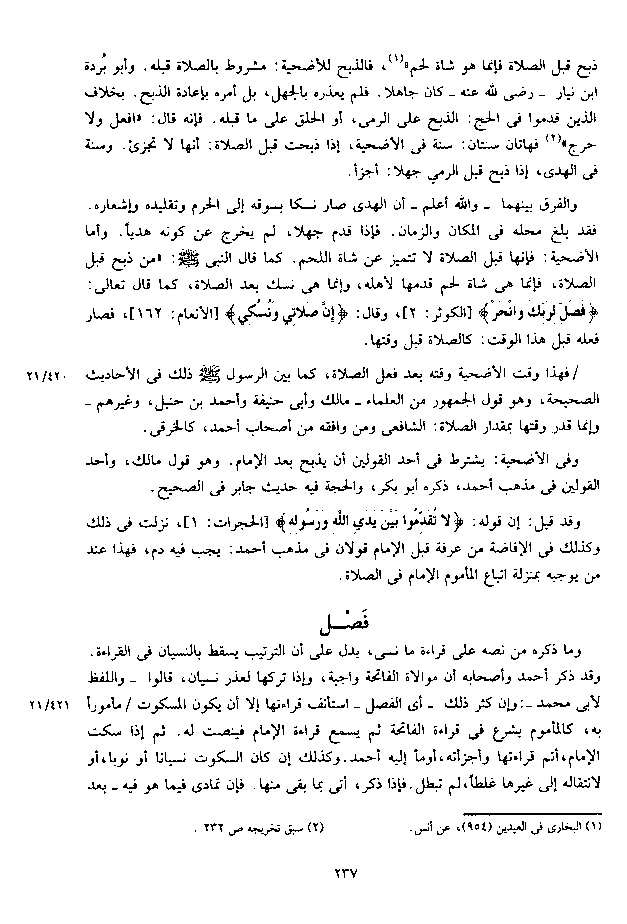 ذبح قبل الصلاة فإنما هو شاة لحم»(١)، فالذبح للأضحية: مشروط بالصلاة قبله. وأبو بُردة
ابن نيار ـ رضى لله عنه ـ كان جاهلا. فلم يعذره بالجهل، بل أمره بإعادة الذبح. بخلاف
الذين قدموا فى الحج: الذبح على الرمى، أو الحلق على ما قبله. فإنه قال: «افعل ولا
حرج»(٢) فهاتان سنتان: سنة فى الأضحية، إذا ذبحت قبل الصلاة: أنها لا تجزئ. وسنة
فى الهدى، إذا ذبح قبل الرمي جهلا: أجزأ.
والفرق بينهما ـ والله أعلم ـ أن الهدى صار نسكا بسوقه إلى الحرم وتقليده وإشعاره.
فقد بلغ محله فى المكان والزمان. فإذا قدم جهلا، لم يخرج عن كونه هدياً. وأما
الأضحية: فإنها قبل الصلاة لا تتميز عن شاة اللحم. كما قال النبى ﷺ: «من ذبح قبل
الصلاة، فإنما هى شاة لحم قدمها لأهله، وإنما هى نسك بعد الصلاة، كما قال تعالى:
﴿فَصَلِّ لِرَبِّكَ وَانْحَرْ﴾ [الكوثر: ٢]، وقال: ﴿إِنَّ صَلاتِي وَنُسُكِي﴾ [الأنعام: ١٦٢]، فصار
فعله قبل هذا الوقت: كالصلاة قبل وقتها.
٢١/٤٢٠ / فهذا وقت الأضحية وقته بعد فعل الصلاة، كما بين الرسول ﷺ ذلك فى الأحاديث
الصحيحة، وهو قول الجمهور من العلماء ـ مالك وأبى حنيفة وأحمد بن حنبل، وغيرهم ـ
وإنما قدر وقتها بمقدار الصلاة: الشافعى ومن وافقه من أصحاب أحمد، كالخرقى.
وفى الأضحية: يشترط فى أحد القولين أن يذبح بعد الإمام. وهو قول مالك، وأحد
القولين فى مذهب أحمد، ذكره أبو بكر، والحجة فيه حديث جابر فى الصحيح.
وقد قيل: إن قوله: ﴿لا تُقَدِّمُوا بَيْنَ يَدَيِ اللَّهِ وَرَسُولِهِ﴾ [الحجرات: ١]، نزلت فى ذلك
وكذلك فى الإفاضة من عرفة قبل الإمام قولان فى مذهب أحمد: يجب فيه دم، فهذا عند
من يوجبه بمنزلة اتباع المأموم الإمام فى الصلاة.
فَصْــل
وما ذكره من نصه على قراءة ما نسى، يدل على أن الترتيب يسقط بالنسيان فى القراءة.
وقد ذكر أحمد وأصحابه أن موالاة الفاتحة واجبة، وإذا تركها لعذر نسيان، قالوا ـ واللفظ
٢١/٤٢١ لأبى محمد ـ: وإن كثر ذلك ـ أى الفصل ـ استأنف قراءتها إلا أن يكون المسكوت / مأموراً
به، كالمأموم يشرع فى قراءة الفاتحة ثم يسمع قراءة الإمام فينصت له. ثم إذا سكت
الإمام، أتم قراءتها وأجزأته، أومأ إليه أحمد. وكذلك إن كان السكوت نسيانا أو نوبا، أو
لانتقاله إلى غيرها غلطاً، لم تبطل. فإذا ذكر، أتى بما بقى منها. فإن تمادى فيما هو فيه ـ بعد
(١) البخارى فى العيدين (٩٥٤)، عن أنس. (٢) سبق تخريجه ص ٢٣٢ .
٢٣٧